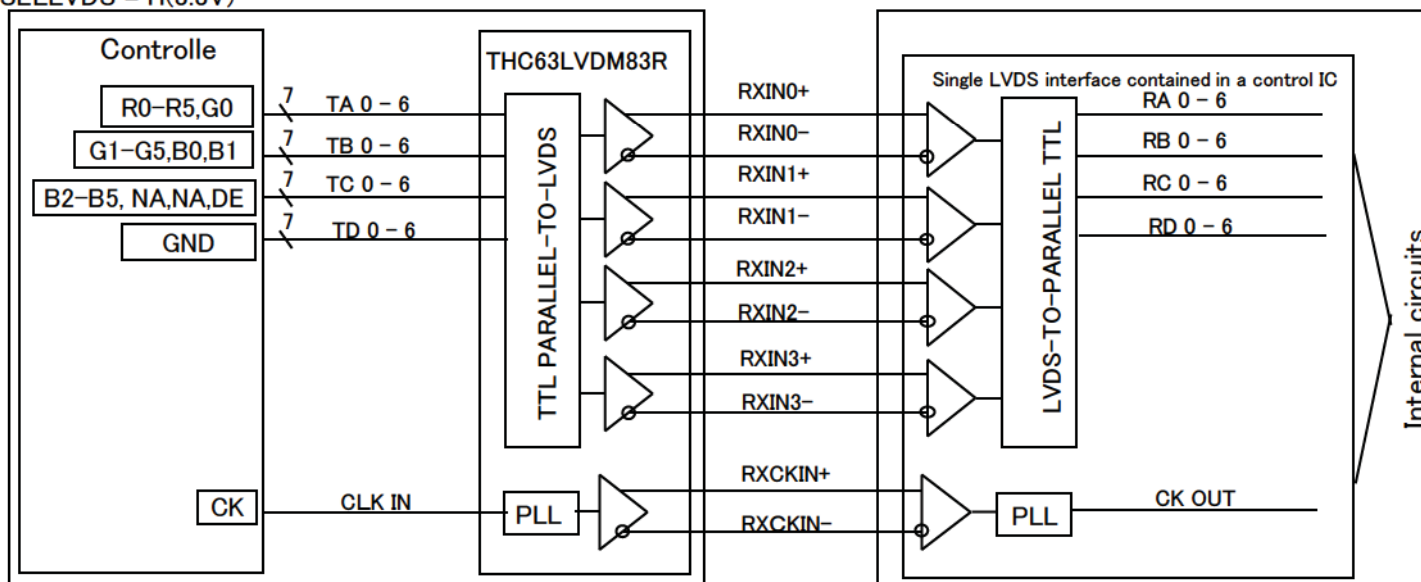 Controlle
THC63LVDM83R
Single LVDS interface contained in a control IC
R0-R5,G0
7
TA 0 - 6
RXIN0+
RA 0 - 6
G1-G5,B0,B1
7
TB 0 - 6
RXIN0-
RB 0 - 6
B2-B5, NA,NA,DE
7
TC 0 - 6
RXIN1+
RC 0 - 6
GND
7
TD 0 - 6
RXIN1-
RD 0 - 6
TTL PARALLEL-TO-LVDS
RXIN2+
RXIN2-
RXIN3+
RXIN3-
LVDS-TO-PARALLEL TTL
Internal circuits
CK
CLK IN
PLL
RXCKIN+
RXCKIN-
PLL
CK OUT